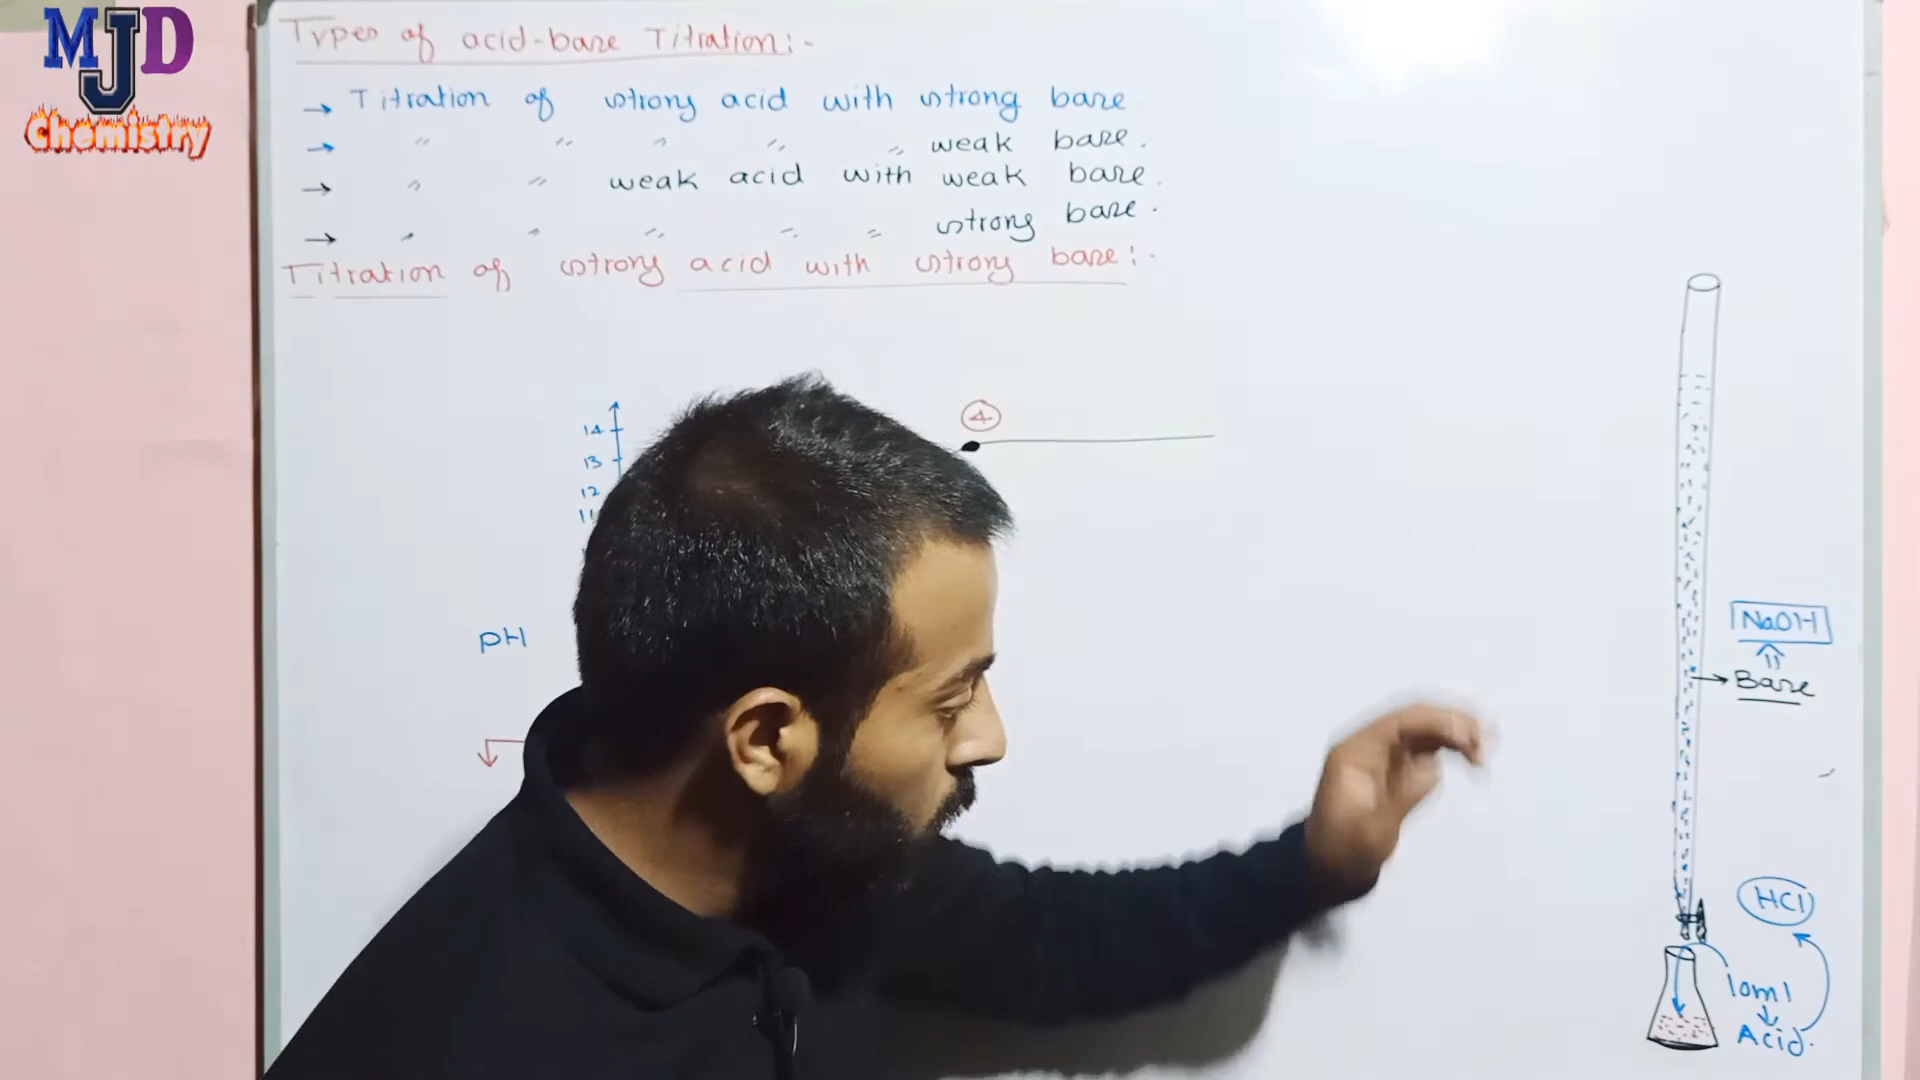 MJD
Chemistry
Types of acid-base Titration:-
→ Titration of strong acid with strong base.
→ " " " " " weak base.
→ " " weak acid with weak base.
→ " " " " " strong base.
Titration of strong acid with strong base:-
4
14
13
12
11
pH
NaOH
Base
HCl
10ml
Acid.